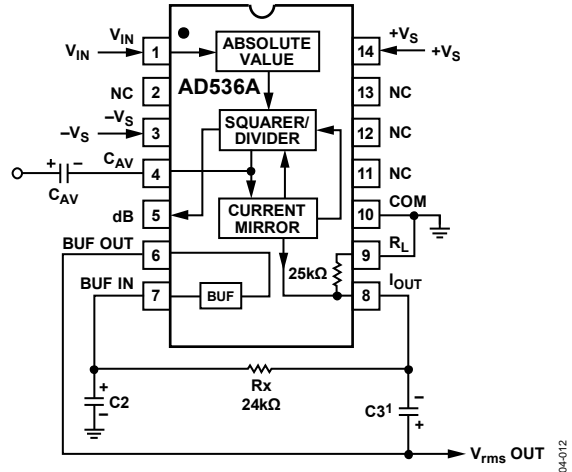 V_IN
V_IN
1
ABSOLUTE
VALUE
14
+V_S
+V_S
NC
2
AD536A
13
NC
–V_S
–V_S
3
SQUARER/
DIVIDER
12
NC
+ –
C_AV
C_AV
4
11
NC
dB
5
CURRENT
MIRROR
10
COM
BUF OUT
6
9
R_L
25kΩ
BUF IN
7
BUF
8
I_OUT
Rx
24kΩ
+
C2
–
–
C3¹
+
V_rms OUT
04-012